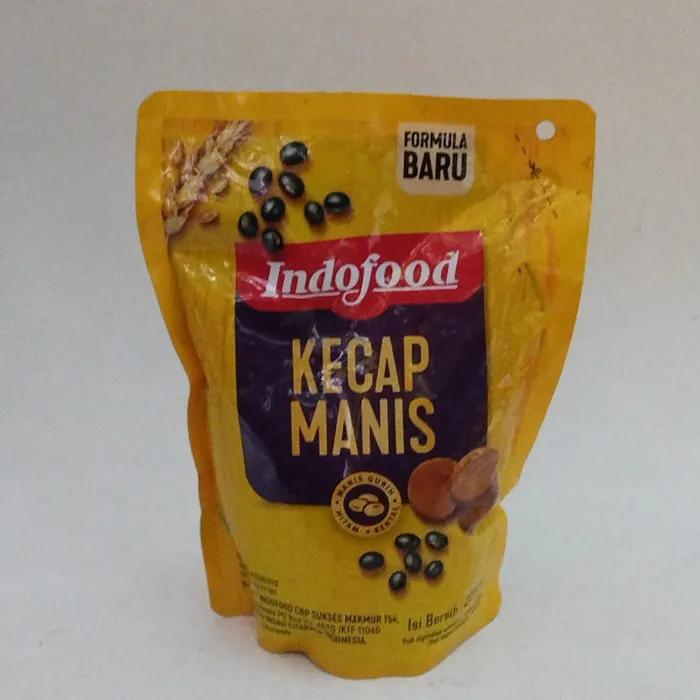 FORMULA
BARU
Indofood
KECAP
MANIS
MANIS GURIH
HITAM • KENTAL
INDOFOOD CBP SUKSES MAKMUR Tbk.
INDONESIA
Isi Bersih